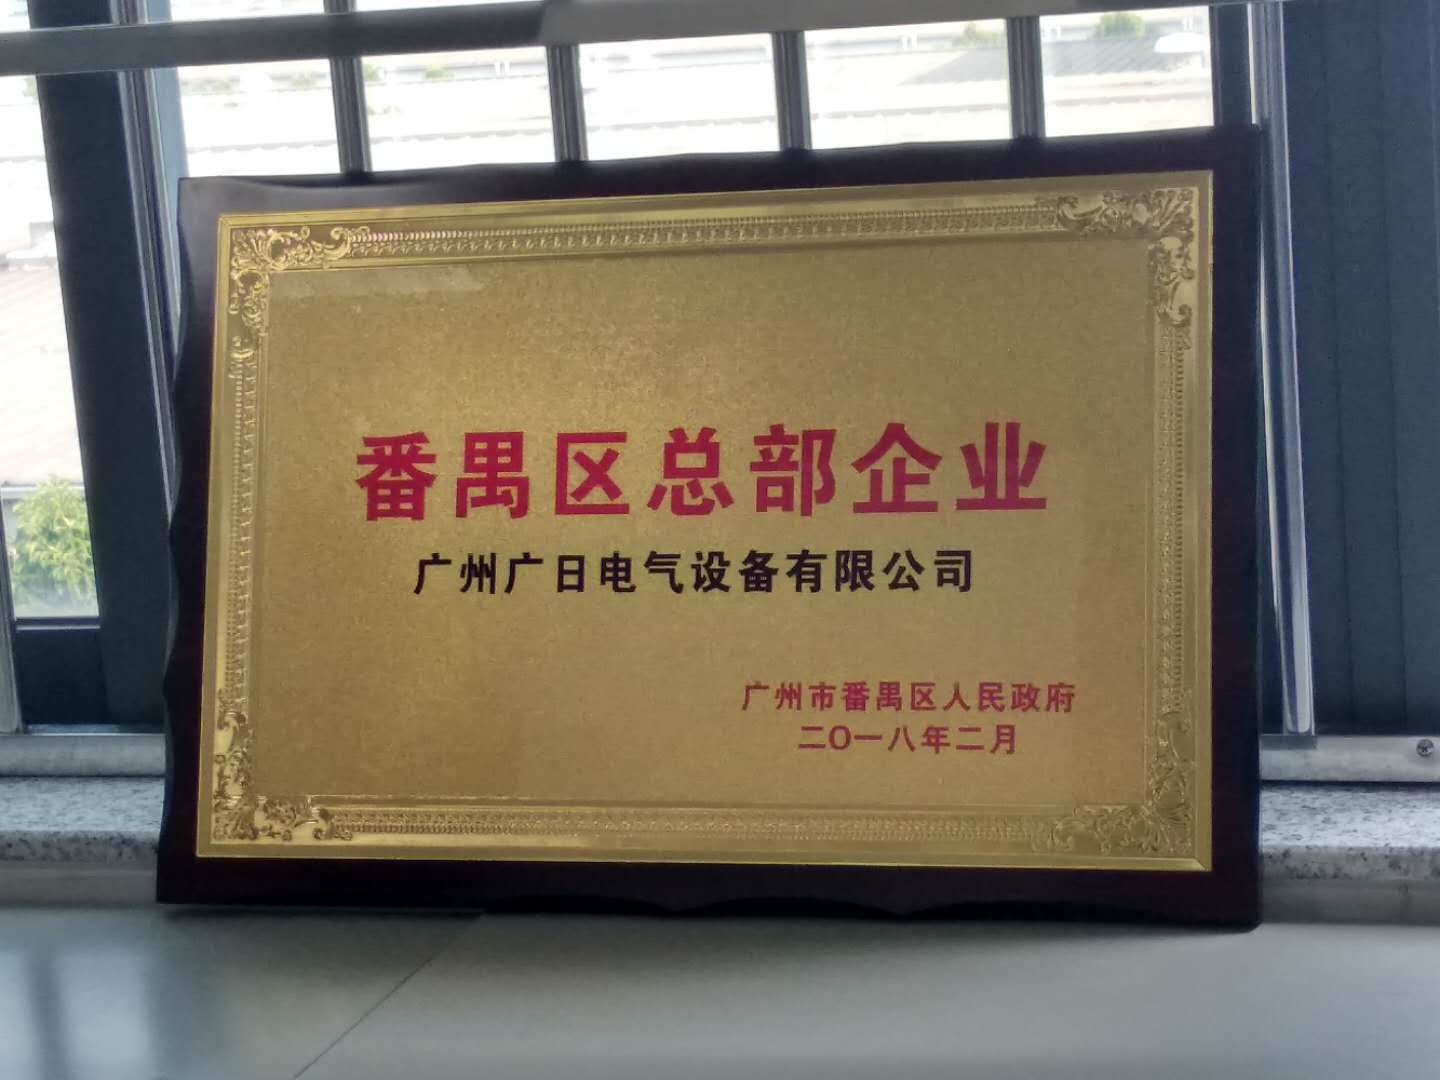 番禺区总部企业
广州广日电气设备有限公司
广州市番禺区人民政府
二〇一八年二月